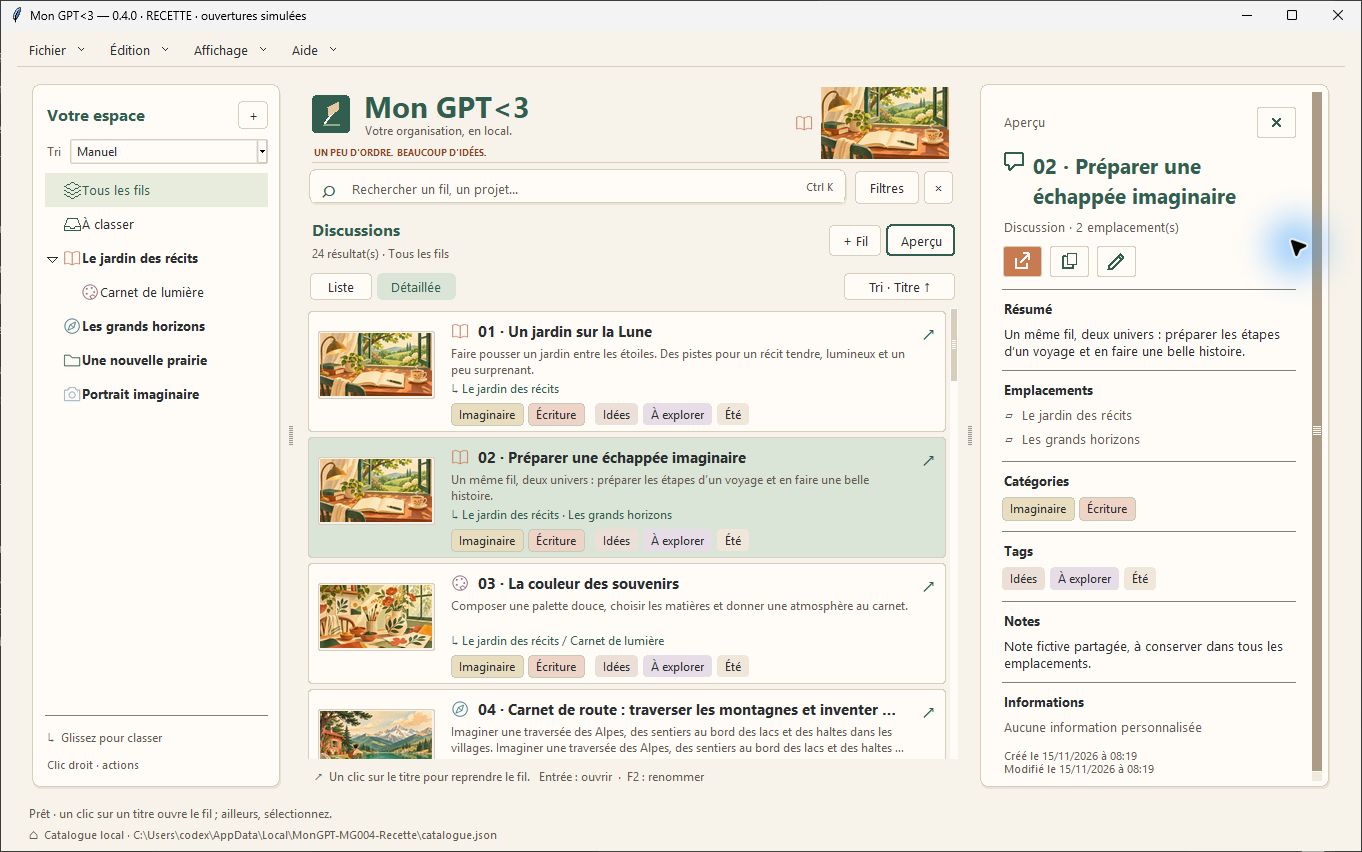 Mon GPT<3 — 0.4.0 · RECETTE · ouvertures simulées
Fichier
Édition
Affichage
Aide
Votre espace
+
Tri
Manuel
Tous les fils
À classer
Le jardin des récits
Carnet de lumière
Les grands horizons
Une nouvelle prairie
Portrait imaginaire
↳ Glissez pour classer
Clic droit · actions
Mon GPT<3
Votre organisation, en local.
UN PEU D'ORDRE. BEAUCOUP D'IDÉES.
Rechercher un fil, un projet...
Ctrl K
Filtres
×
Discussions
24 résultat(s) · Tous les fils
+ Fil
Aperçu
Liste
Détaillée
Tri · Titre ↑
01 · Un jardin sur la Lune
↗
Faire pousser un jardin entre les étoiles. Des pistes pour un récit tendre, lumineux et un
peu surprenant.
↳ Le jardin des récits
Imaginaire Écriture Idées À explorer Été
02 · Préparer une échappée imaginaire
↗
Un même fil, deux univers : préparer les étapes d'un voyage et en faire une belle
histoire.
↳ Le jardin des récits · Les grands horizons
Imaginaire Écriture Idées À explorer Été
03 · La couleur des souvenirs
↗
Composer une palette douce, choisir les matières et donner une atmosphère au carnet.
↳ Le jardin des récits / Carnet de lumière
Imaginaire Écriture Idées À explorer Été
04 · Carnet de route : traverser les montagnes et inventer ...
↗
Imaginer une traversée des Alpes, des sentiers au bord des lacs et des haltes dans les
villages. Imaginer une traversée des Alpes, des sentiers au bord des lacs et des haltes ...
↗ Un clic sur le titre pour reprendre le fil. Entrée : ouvrir · F2 : renommer
Aperçu
×
02 · Préparer une
échappée imaginaire
Discussion · 2 emplacement(s)
Résumé
Un même fil, deux univers : préparer les étapes
d'un voyage et en faire une belle histoire.
Emplacements
▱ Le jardin des récits
▱ Les grands horizons
Catégories
Imaginaire Écriture
Tags
Idées À explorer Été
Notes
Note fictive partagée, à conserver dans tous les
emplacements.
Informations
Aucune information personnalisée
Créé le 15/11/2026 à 08:19
Modifié le 15/11/2026 à 08:19
Prêt · un clic sur un titre ouvre le fil ; ailleurs, sélectionnez.
⌂ Catalogue local · C:\Users\codex\AppData\Local\MonGPT-MG004-Recette\catalogue.json